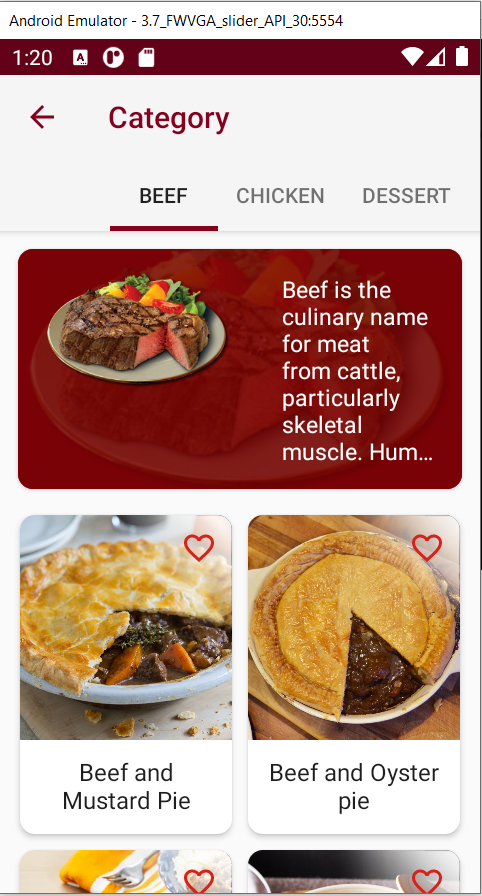 Android Emulator - 3.7_FWVGA_slider_API_30:5554
1:20 A
Category
BEEF CHICKEN DESSERT
Beef is the
culinary name
for meat
from cattle,
particularly
skeletal
muscle. Hum...
Beef and
Mustard Pie
Beef and Oyster
pie